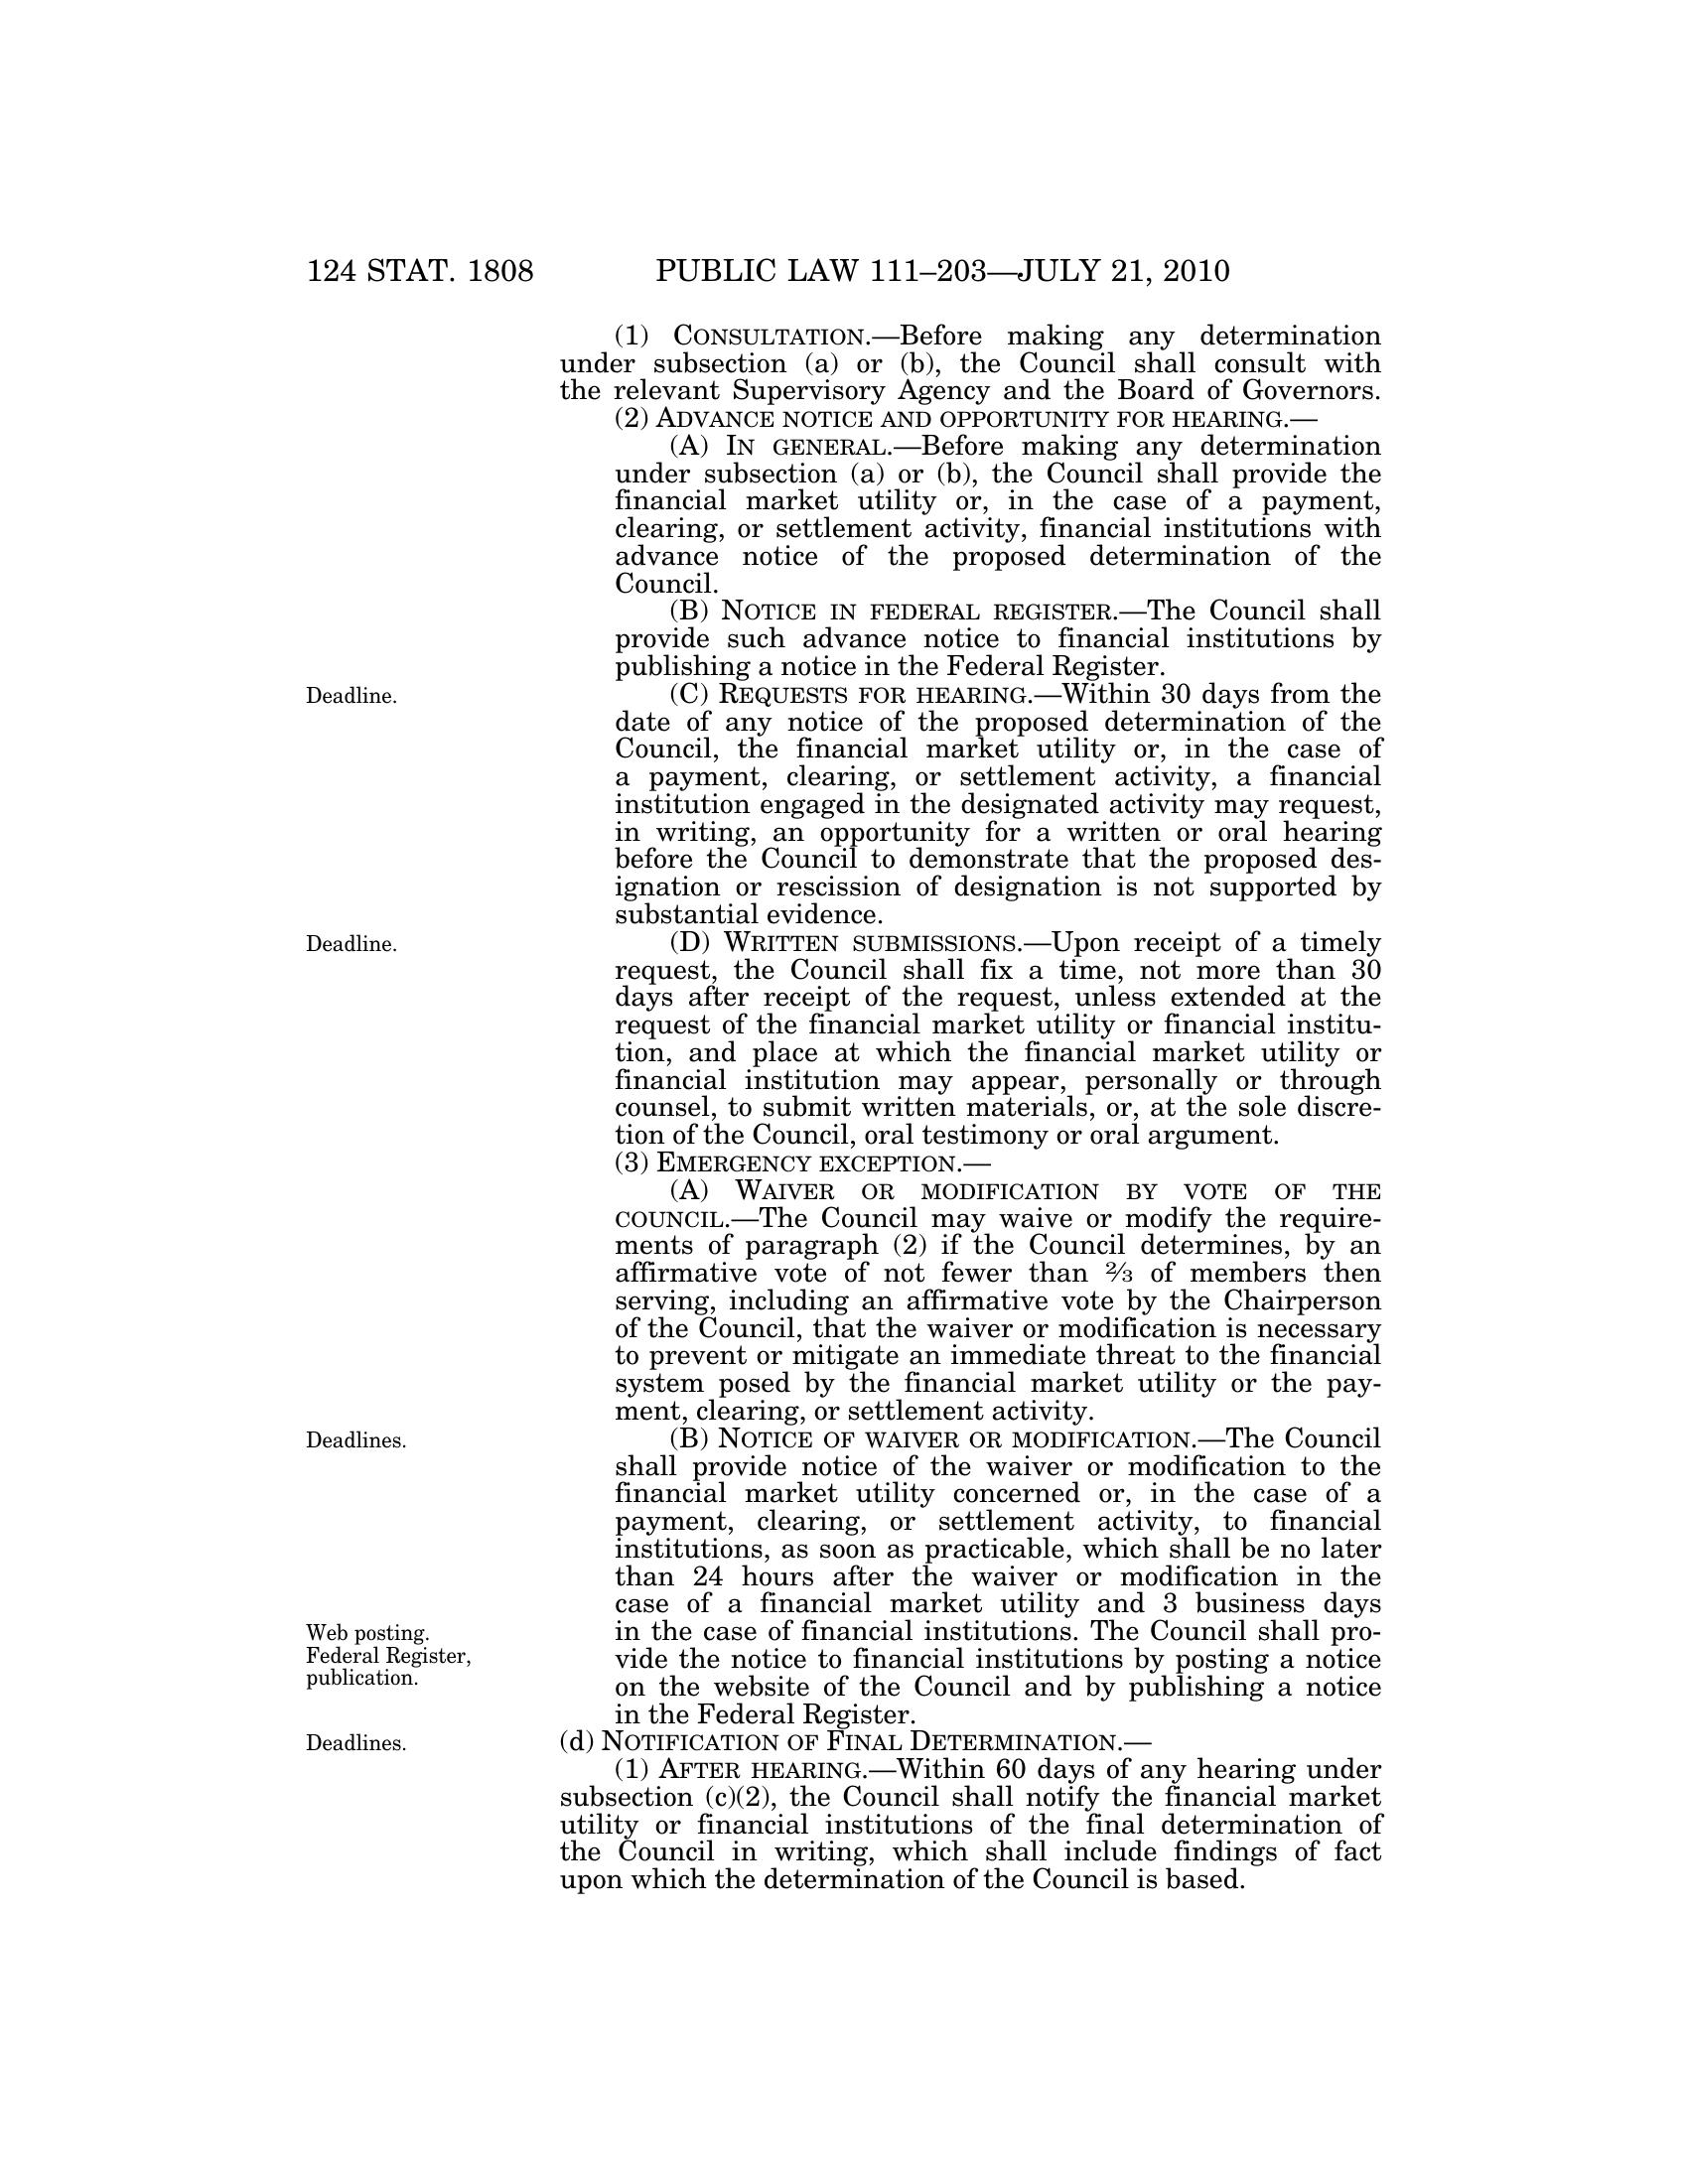 124 STAT. 1808 PUBLIC LAW 111–203—JULY 21, 2010
(1) CONSULTATION.—Before making any determination
under subsection (a) or (b), the Council shall consult with
the relevant Supervisory Agency and the Board of Governors.
(2) ADVANCE NOTICE AND OPPORTUNITY FOR HEARING.—
(A) IN GENERAL.—Before making any determination
under subsection (a) or (b), the Council shall provide the
financial market utility or, in the case of a payment,
clearing, or settlement activity, financial institutions with
advance notice of the proposed determination of the
Council.
(B) NOTICE IN FEDERAL REGISTER.—The Council shall
provide such advance notice to financial institutions by
publishing a notice in the Federal Register.
Deadline.
(C) REQUESTS FOR HEARING.—Within 30 days from the
date of any notice of the proposed determination of the
Council, the financial market utility or, in the case of
a payment, clearing, or settlement activity, a financial
institution engaged in the designated activity may request,
in writing, an opportunity for a written or oral hearing
before the Council to demonstrate that the proposed des-
ignation or rescission of designation is not supported by
substantial evidence.
Deadline.
(D) WRITTEN SUBMISSIONS.—Upon receipt of a timely
request, the Council shall fix a time, not more than 30
days after receipt of the request, unless extended at the
request of the financial market utility or financial institu-
tion, and place at which the financial market utility or
financial institution may appear, personally or through
counsel, to submit written materials, or, at the sole discre-
tion of the Council, oral testimony or oral argument.
(3) EMERGENCY EXCEPTION.—
(A) WAIVER OR MODIFICATION BY VOTE OF THE
COUNCIL.—The Council may waive or modify the require-
ments of paragraph (2) if the Council determines, by an
affirmative vote of not fewer than 2⁄3 of members then
serving, including an affirmative vote by the Chairperson
of the Council, that the waiver or modification is necessary
to prevent or mitigate an immediate threat to the financial
system posed by the financial market utility or the pay-
ment, clearing, or settlement activity.
Deadlines.
(B) NOTICE OF WAIVER OR MODIFICATION.—The Council
shall provide notice of the waiver or modification to the
financial market utility concerned or, in the case of a
payment, clearing, or settlement activity, to financial
institutions, as soon as practicable, which shall be no later
than 24 hours after the waiver or modification in the
case of a financial market utility and 3 business days
in the case of financial institutions. The Council shall pro-
vide the notice to financial institutions by posting a notice
on the website of the Council and by publishing a notice
in the Federal Register.
Web posting.
Federal Register,
publication.
Deadlines.
(d) NOTIFICATION OF FINAL DETERMINATION.—
(1) AFTER HEARING.—Within 60 days of any hearing under
subsection (c)(2), the Council shall notify the financial market
utility or financial institutions of the final determination of
the Council in writing, which shall include findings of fact
upon which the determination of the Council is based.